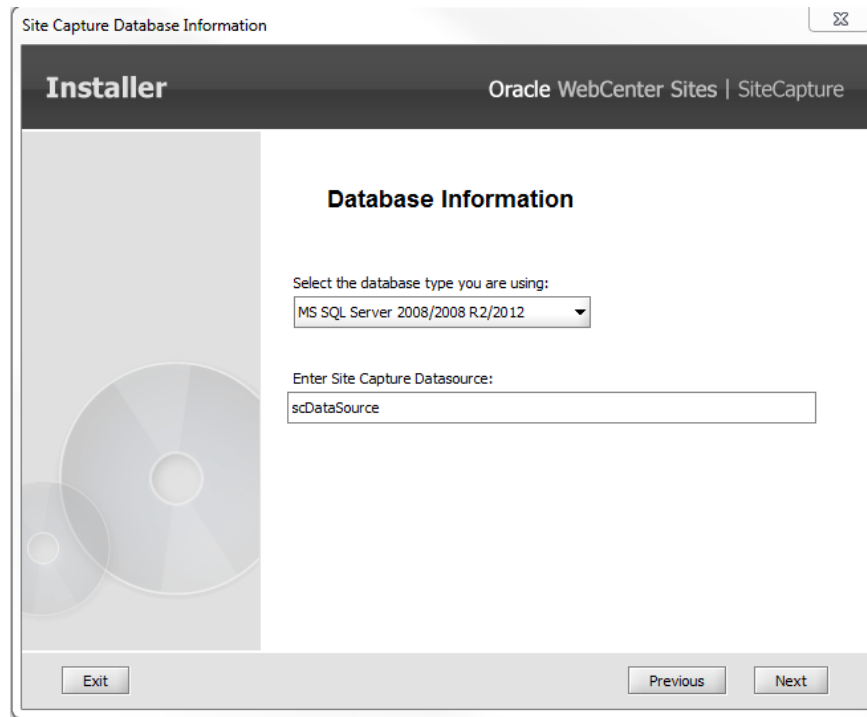 Site Capture Database Information
Installer
Oracle WebCenter Sites | SiteCapture
Database Information
Select the database type you are using:
MS SQL Server 2008/2008 R2/2012
Enter Site Capture Datasource:
scDataSource
Exit
Previous
Next